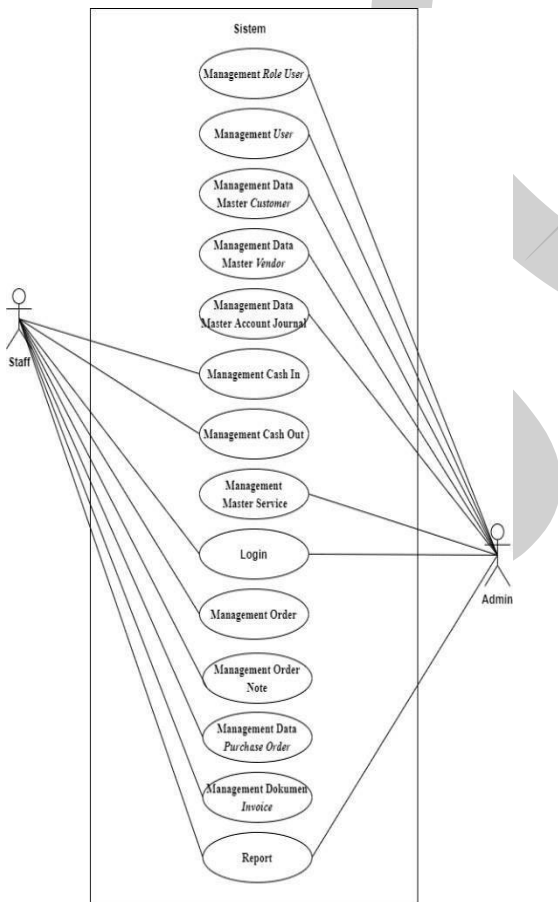 Sistem
Management Role User
Management User
Management Data
Master Customer
Management Data
Master Vendor
Management Data
Master Account Journal
Staff
Management Cash In
Management Cash Out
Management
Master Service
Login
Admin
Management Order
Management Order
Note
Management Data
Purchase Order
Management Dokumen
Invoice
Report